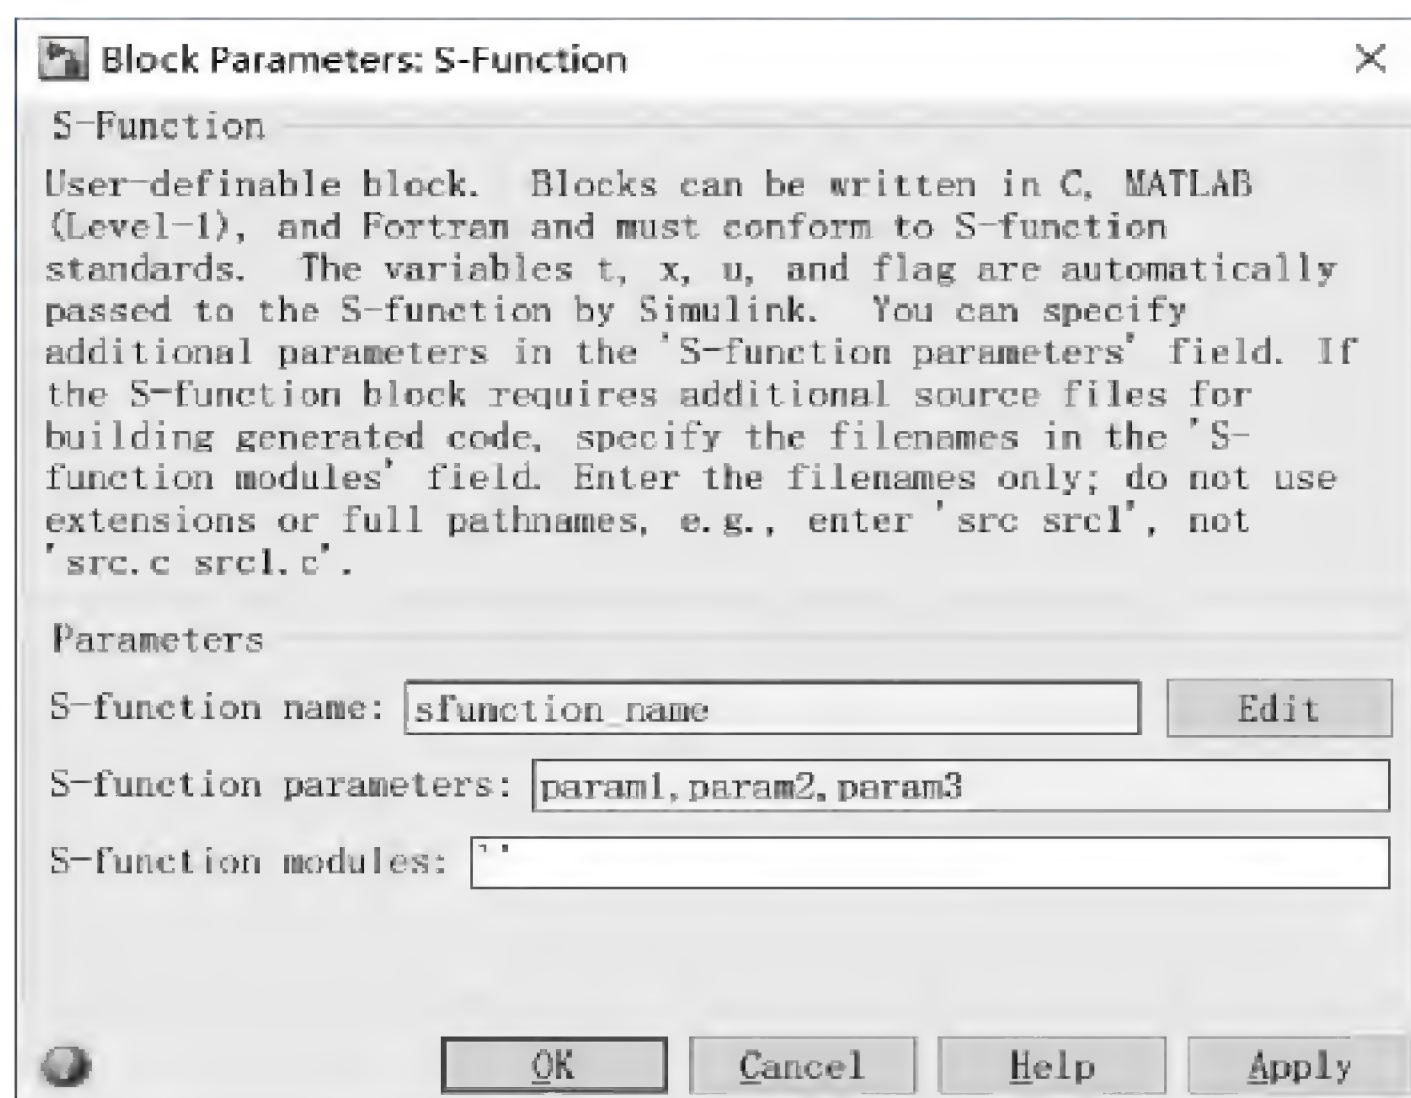 Block Parameters: S-Function
S-Function
User-definable block.  Blocks can be written in C, MATLAB
(Level-1), and Fortran and must conform to S-function
standards.  The variables t, x, u, and flag are automatically
passed to the S-function by Simulink.  You can specify
additional parameters in the 'S-function parameters' field. If
the S-function block requires additional source files for
building generated code, specify the filenames in the 'S-
function modules' field. Enter the filenames only; do not use
extensions or full pathnames, e.g., enter 'src src1', not
'src.c src1.c'.
Parameters
S-function name: sfunction_name Edit
S-function parameters: param1,param2,param3
S-function modules: ''
OK Cancel Help Apply